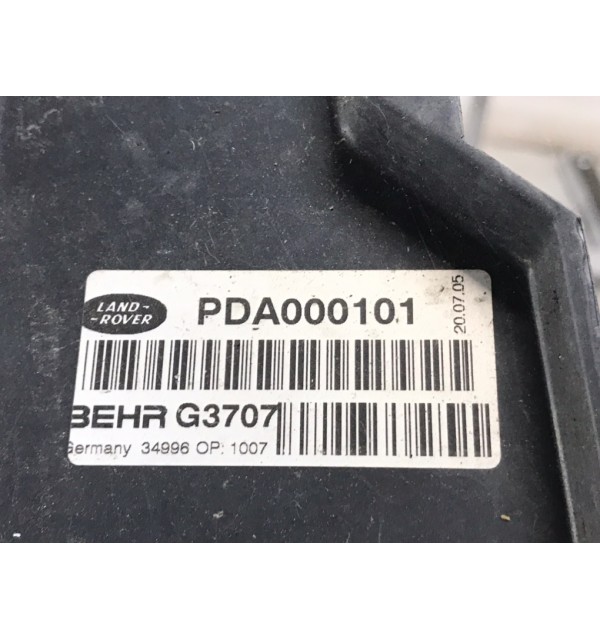 LAND-
-ROVER
PDA000101
20.07.05
BEHR G3707
Germany 34996 OP: 1007